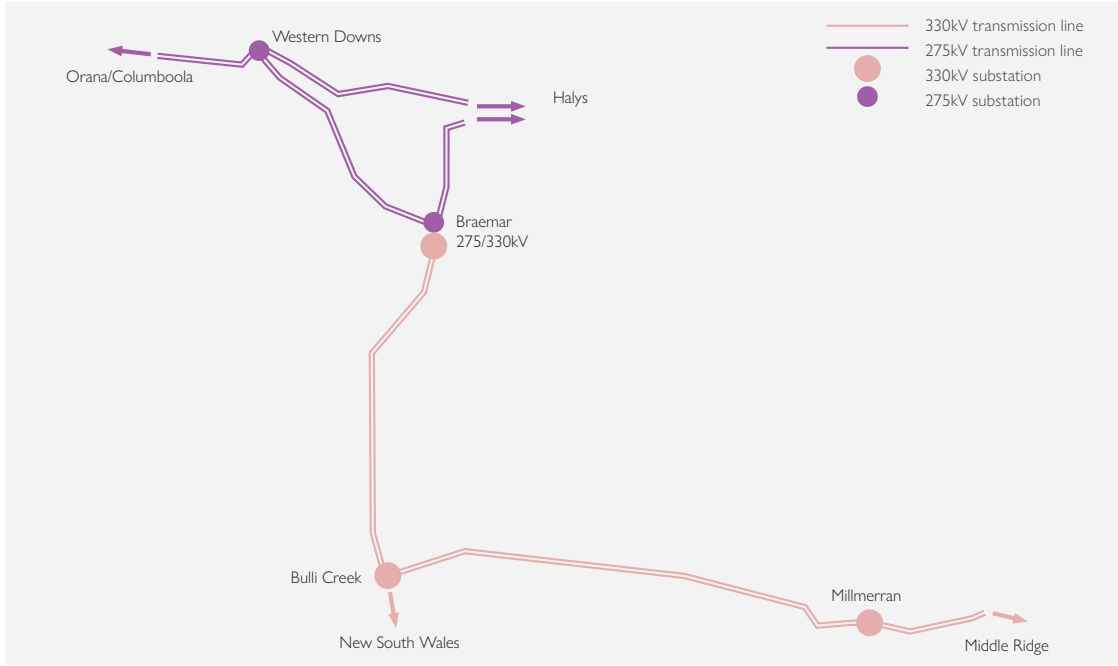 Western Downs
330kV transmission line
275kV transmission line
Orana/Columboola
330kV substation
Halys
275kV substation
Braemar
275/330kV
Bulli Creek
Millmerran
New South Wales
Middle Ridge